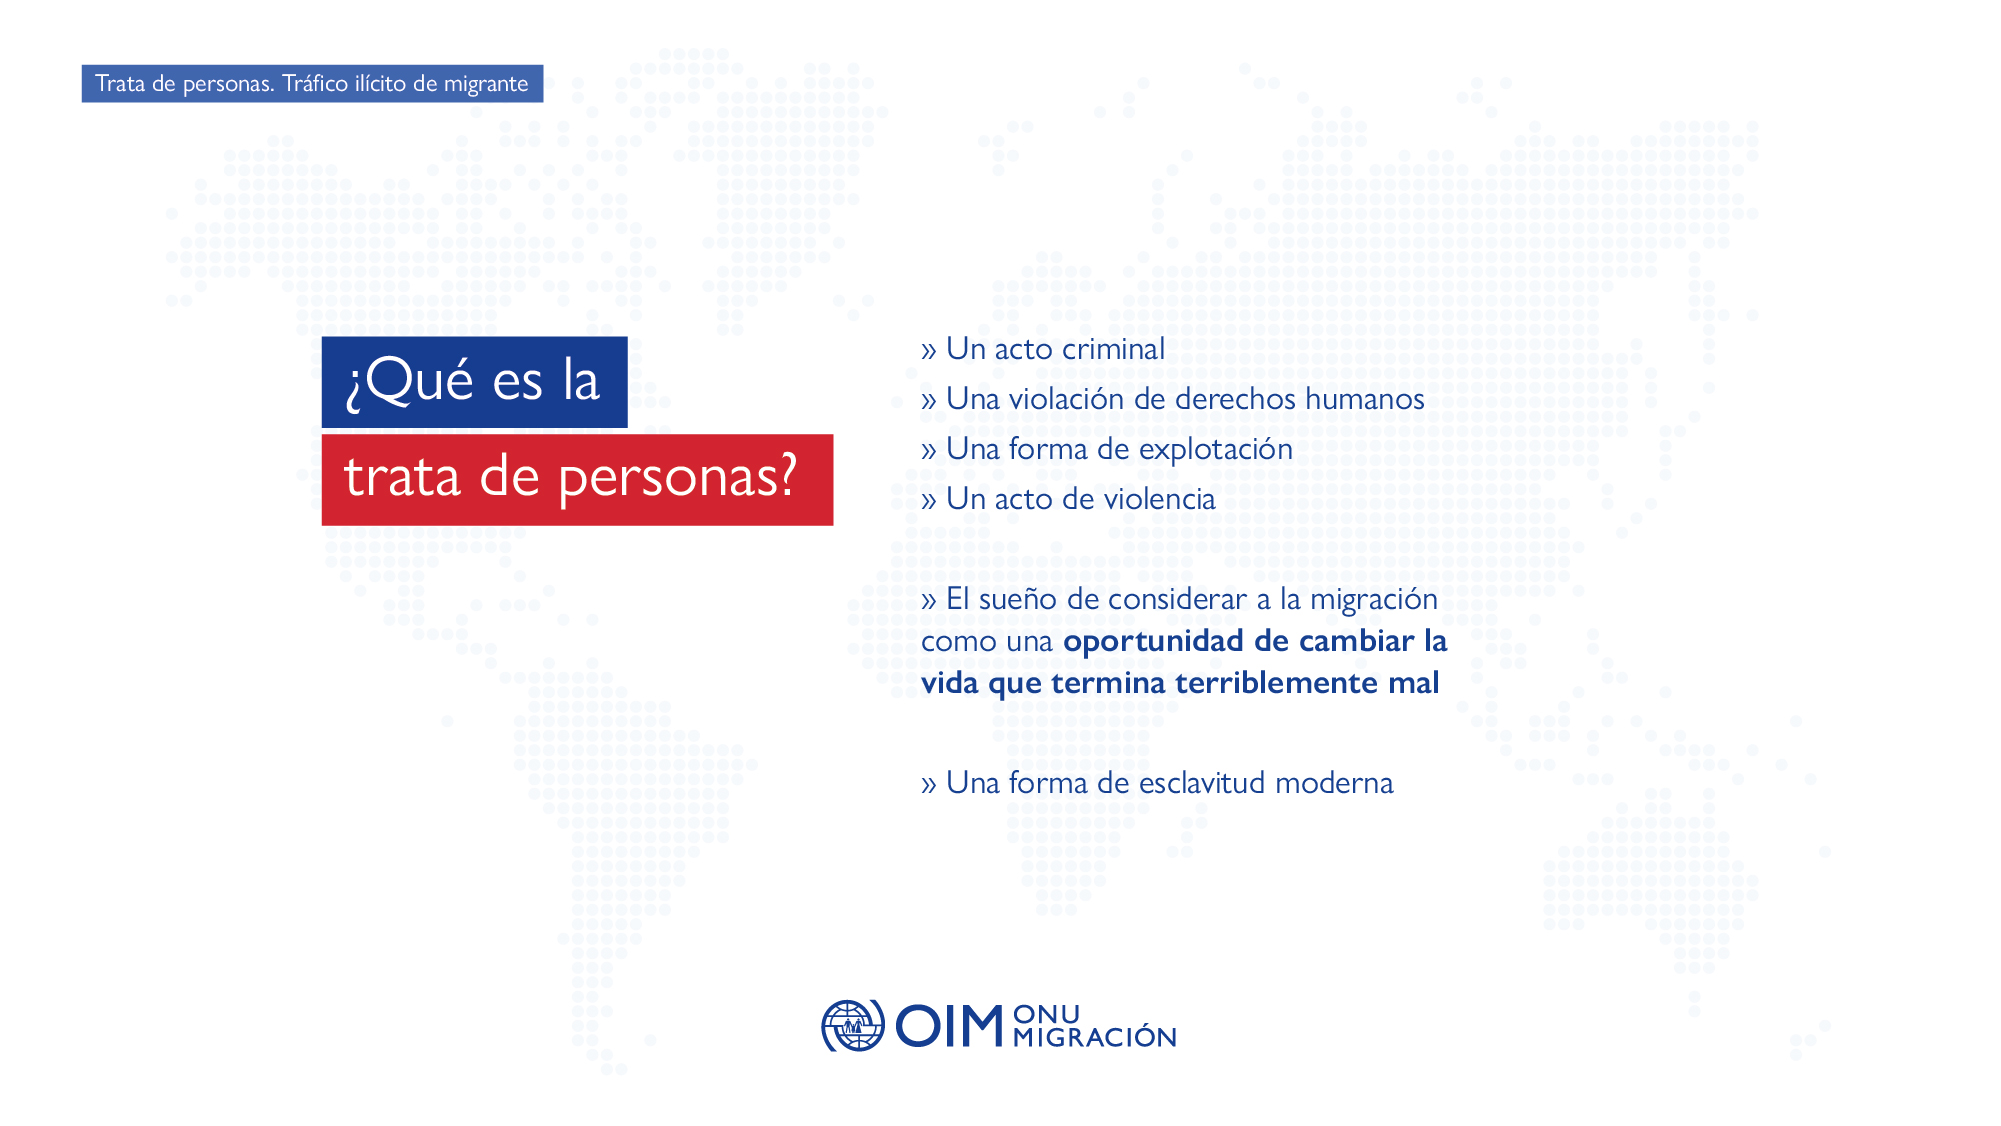 Trata de personas. Tráfico ilícito de migrante
¿Qué es la
trata de personas?
» Un acto criminal
» Una violación de derechos humanos
» Una forma de explotación
» Un acto de violencia
» El sueño de considerar a la migración
como una oportunidad de cambiar la
vida que termina terriblemente mal
» Una forma de esclavitud moderna
OIM ONU
MIGRACIÓN